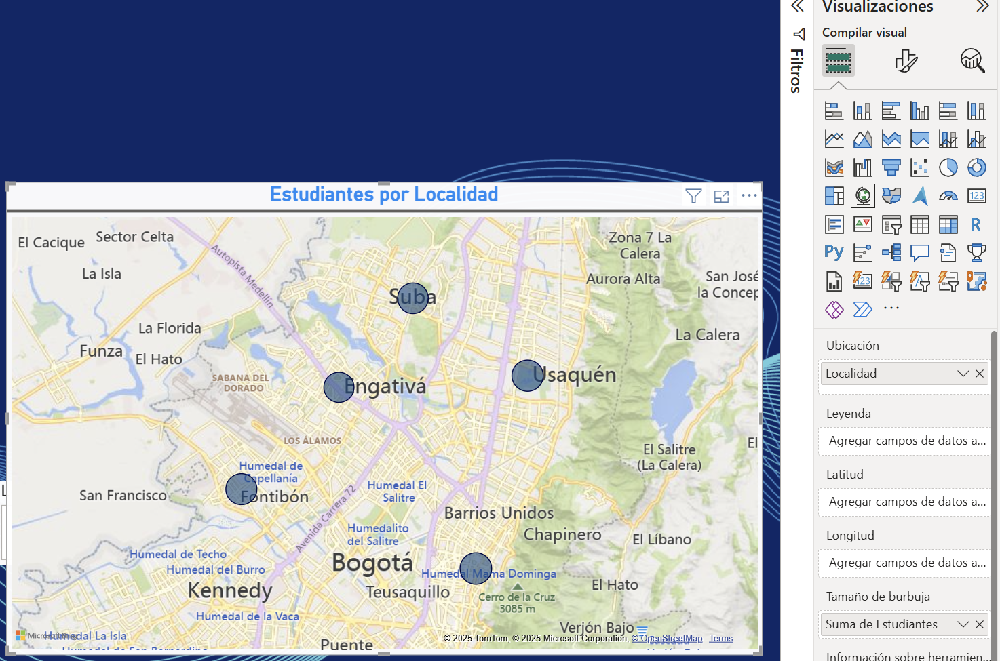 Visualizaciones
Compilar visual
Filtros
Estudiantes por Localidad
El Cacique
Sector Celta
Zona 7 La
Calera
Autopista Medellín
La Isla
Aurora Alta
San José
la Concep
Suba
La Florida
La Calera
Funza
El Hato
SABANA DEL
DORADO
Engativá
Usaquén
LOS ÁLAMOS
El Salitre
(La Calera)
El
Humedal de
Capellanía
Humedal El
Salitre
San Francisco
Fontibón
Avenida Carrera 72
Barrios Unidos
Humedalito
del Salitre
Chapinero
El Líbano
Humedal de Techo
Humedal del Burro
Bogotá
Humedal Mama Dominga
Kennedy
Teusaquillo
El Hato
Cerro de la Cruz
3085 m
Humedal de la Vaca
Verjón Bajo
Humedal La Isla
Microsoft Bing
Puente
© 2025 TomTom, © 2025 Microsoft Corporation, © OpenStreetMap Terms
L
123
R
Py
123
Ubicación
Localidad
Leyenda
Agregar campos de datos a...
Latitud
Agregar campos de datos a...
Longitud
Agregar campos de datos a...
Tamaño de burbuja
Suma de Estudiantes
Información sobre herramien...